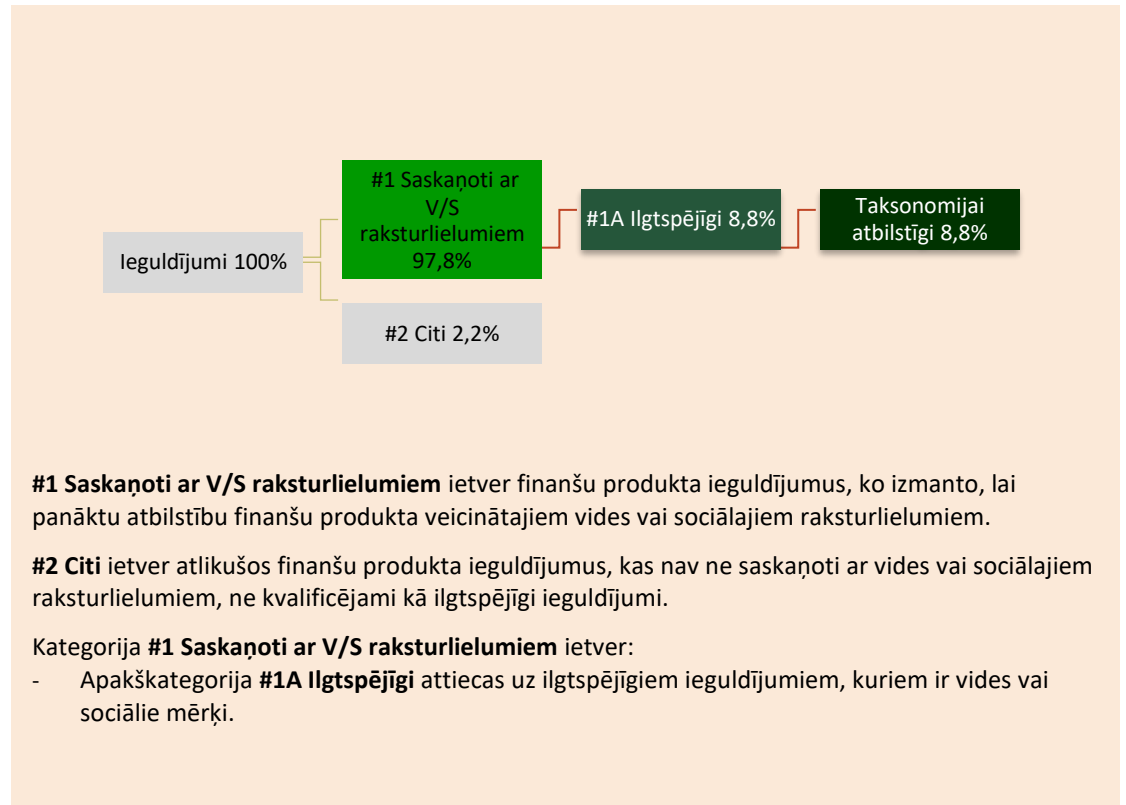 #1 Saskaņoti ar
V/S
raksturlielumiem
97,8%
#1A Ilgtspējīgi 8,8%
Taksonomijai
atbilstīgi 8,8%
Ieguldījumi 100%
#2 Citi 2,2%
#1 Saskaņoti ar V/S raksturlielumiem ietver finanšu produkta ieguldījumus, ko izmanto, lai
panāktu atbilstību finanšu produkta veicinātajiem vides vai sociālajiem raksturlielumiem.
#2 Citi ietver atlikušos finanšu produkta ieguldījumus, kas nav ne saskaņoti ar vides vai sociālajiem
raksturlielumiem, ne kvalificējami kā ilgtspējīgi ieguldījumi.
Kategorija #1 Saskaņoti ar V/S raksturlielumiem ietver:
- Apakškategorija #1A Ilgtspējīgi attiecas uz ilgtspējīgiem ieguldījumiem, kuriem ir vides vai
sociālie mērķi.